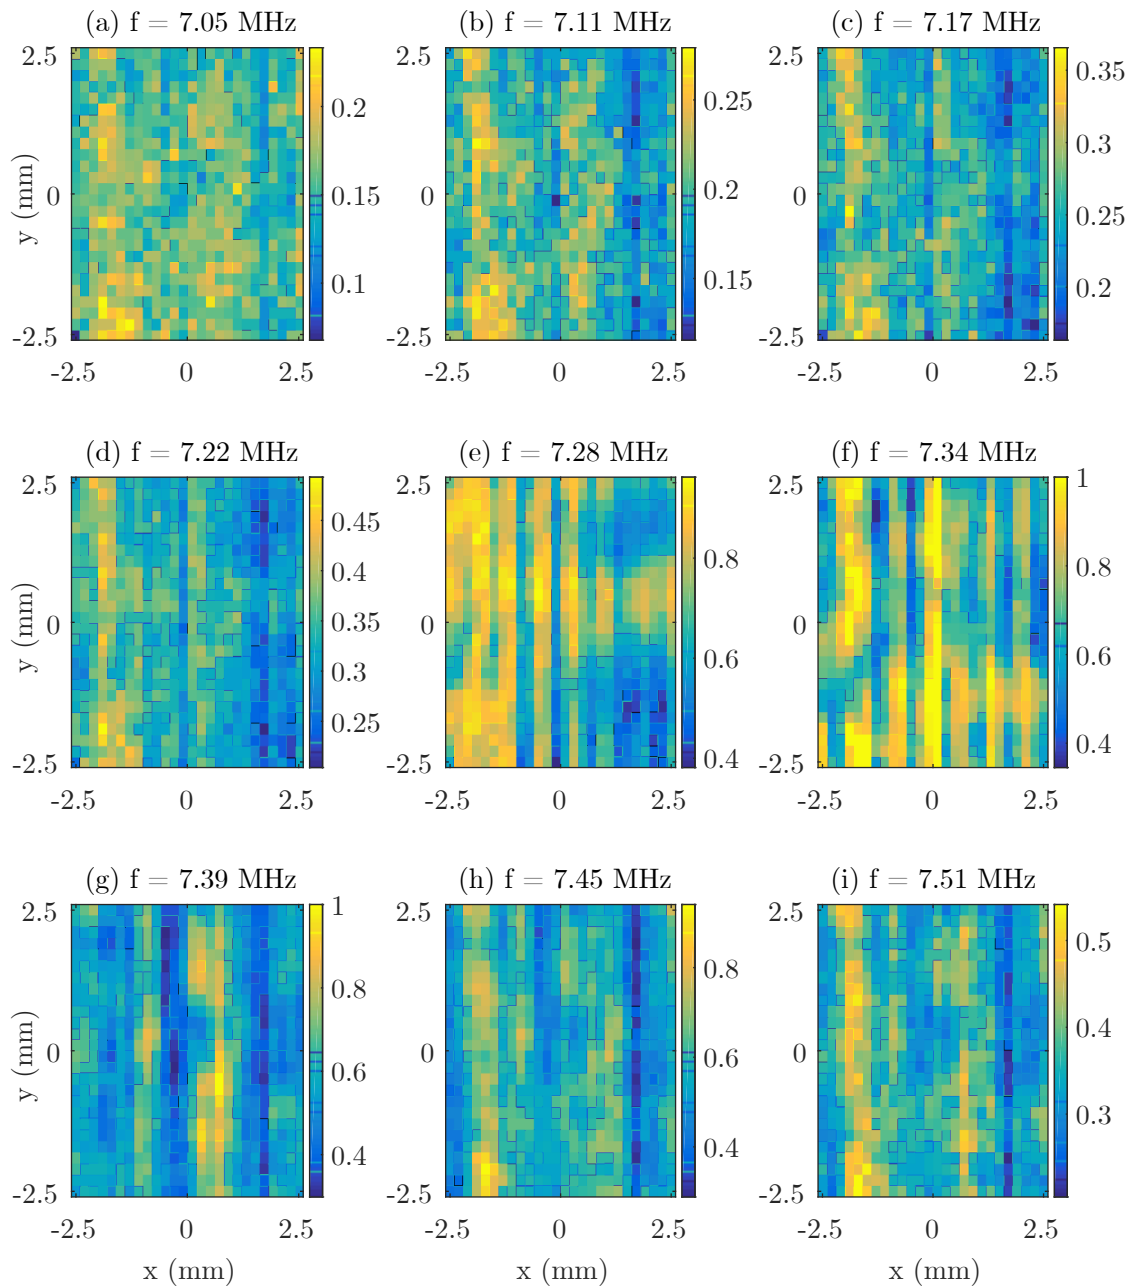 (a) f = 7.05 MHz
(b) f = 7.11 MHz
(c) f = 7.17 MHz
y (mm)
2.5
0
-2.5
-2.5 0 2.5
0.2
0.15
0.1
2.5
0
-2.5
-2.5 0 2.5
0.25
0.2
0.15
2.5
0
-2.5
-2.5 0 2.5
0.35
0.3
0.25
0.2
(d) f = 7.22 MHz
(e) f = 7.28 MHz
(f) f = 7.34 MHz
y (mm)
2.5
0
-2.5
-2.5 0 2.5
0.45
0.4
0.35
0.3
0.25
2.5
0
-2.5
-2.5 0 2.5
0.8
0.6
0.4
2.5
0
-2.5
-2.5 0 2.5
1
0.8
0.6
0.4
(g) f = 7.39 MHz
(h) f = 7.45 MHz
(i) f = 7.51 MHz
y (mm)
2.5
0
-2.5
-2.5 0 2.5
x (mm)
1
0.8
0.6
0.4
2.5
0
-2.5
-2.5 0 2.5
x (mm)
0.8
0.6
0.4
2.5
0
-2.5
-2.5 0 2.5
x (mm)
0.5
0.4
0.3